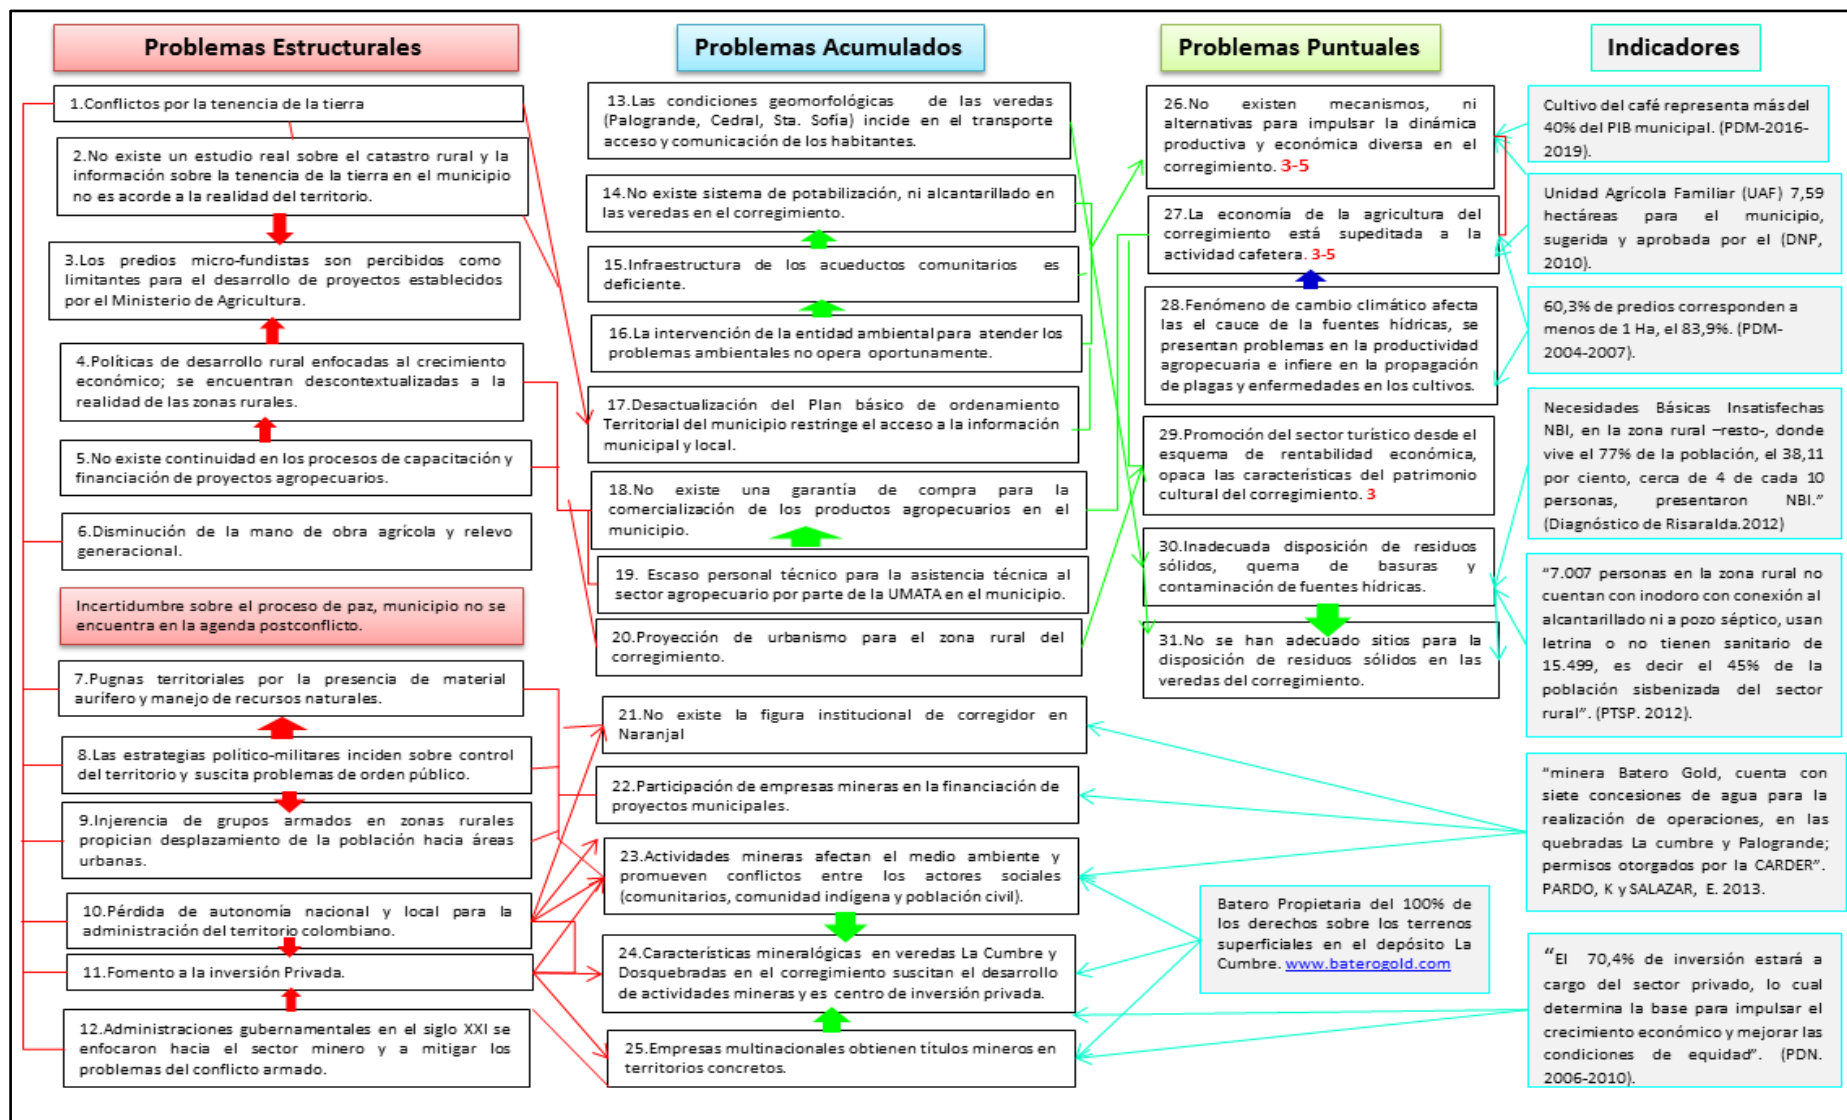 Problemas Estructurales
1.Conflictos por la tenencia de la tierra
2.No existe un estudio real sobre el catastro rural y la
información sobre la tenencia de la tierra en el municipio
no es acorde a la realidad del territorio.
3.Los predios micro-fundistas son percibidos como
limitantes para el desarrollo de proyectos establecidos
por el Ministerio de Agricultura.
4.Políticas de desarrollo rural enfocadas al crecimiento
económico; se encuentran descontextualizadas a la
realidad de las zonas rurales.
5.No existe continuidad en los procesos de capacitación y
financiación de proyectos agropecuarios.
6.Disminución de la mano de obra agrícola y relevo
generacional.
Incertidumbre sobre el proceso de paz, municipio no se
encuentra en la agenda postconflicto.
7.Pugnas territoriales por la presencia de material
aurífero y manejo de recursos naturales.
8.Las estrategias político-militares inciden sobre control
del territorio y suscita problemas de orden público.
9.Injerencia de grupos armados en zonas rurales
propician desplazamiento de la población hacia áreas
urbanas.
10.Pérdida de autonomía nacional y local para la
administración del territorio colombiano.
11.Fomento a la inversión Privada.
12.Administraciones gubernamentales en el siglo XXI se
enfocaron hacia el sector minero y a mitigar los
problemas del conflicto armado.
Problemas Acumulados
13.Las condiciones geomorfológicas de las veredas
(Palogrande, Cedral, Sta. Sofía) incide en el transporte
acceso y comunicación de los habitantes.
14.No existe sistema de potabilización, ni alcantarillado en
las veredas en el corregimiento.
15.Infraestructura de los acueductos comunitarios es
deficiente.
16.La intervención de la entidad ambiental para atender los
problemas ambientales no opera oportunamente.
17.Desactualización del Plan básico de ordenamiento
Territorial del municipio restringe el acceso a la información
municipal y local.
18.No existe una garantía de compra para la
comercialización de los productos agropecuarios en el
municipio.
19. Escaso personal técnico para la asistencia técnica al
sector agropecuario por parte de la UMATA en el municipio.
20.Proyección de urbanismo para el zona rural del
corregimiento.
21.No existe la figura institucional de corregidor en
Naranjal
22.Participación de empresas mineras en la financiación de
proyectos municipales.
23.Actividades mineras afectan el medio ambiente y
promueven conflictos entre los actores sociales
(comunitarios, comunidad indígena y población civil).
24.Características mineralógicas en veredas La Cumbre y
Dosquebradas en el corregimiento suscitan el desarrollo
de actividades mineras y es centro de inversión privada.
25.Empresas multinacionales obtienen títulos mineros en
territorios concretos.
Problemas Puntuales
26.No existen mecanismos, ni
alternativas para impulsar la dinámica
productiva y económica diversa en el
corregimiento. 3-5
27.La economía de la agricultura del
corregimiento está supeditada a la
actividad cafetera. 3-5
28.Fenómeno de cambio climático afecta
las el cauce de la fuentes hídricas, se
presentan problemas en la productividad
agropecuaria e infiere en la propagación
de plagas y enfermedades en los cultivos.
29.Promoción del sector turístico desde el
esquema de rentabilidad económica,
opaca las características del patrimonio
cultural del corregimiento. 3
30.Inadecuada disposición de residuos
sólidos, quema de basuras y
contaminación de fuentes hídricas.
31.No se han adecuado sitios para la
disposición de residuos sólidos en las
veredas del corregimiento.
Batero Propietaria del 100% de
los derechos sobre los terrenos
superficiales en el depósito La
Cumbre. www.baterogold.com
Indicadores
Cultivo del café representa más del
40% del PIB municipal. (PDM-2016-
2019).
Unidad Agrícola Familiar (UAF) 7,59
hectáreas para el municipio,
sugerida y aprobada por el (DNP,
2010).
60,3% de predios corresponden a
menos de 1 Ha, el 83,9%. (PDM-
2004-2007).
Necesidades Básicas Insatisfechas
NBI, en la zona rural –resto-, donde
vive el 77% de la población, el 38,11
por ciento, cerca de 4 de cada 10
personas, presentaron NBI.”
(Diagnóstico de Risaralda.2012)
“7.007 personas en la zona rural no
cuentan con inodoro con conexión al
alcantarillado ni a pozo séptico, usan
letrina o no tienen sanitario de
15.499, es decir el 45% de la
población sisbenizada del sector
rural”. (PTSP. 2012).
“minera Batero Gold, cuenta con
siete concesiones de agua para la
realización de operaciones, en las
quebradas La cumbre y Palogrande;
permisos otorgados por la CARDER”.
PARDO, K y SALAZAR, E. 2013.
“El 70,4% de inversión estará a
cargo del sector privado, lo cual
determina la base para impulsar el
crecimiento económico y mejorar las
condiciones de equidad”. (PDN.
2006-2010).